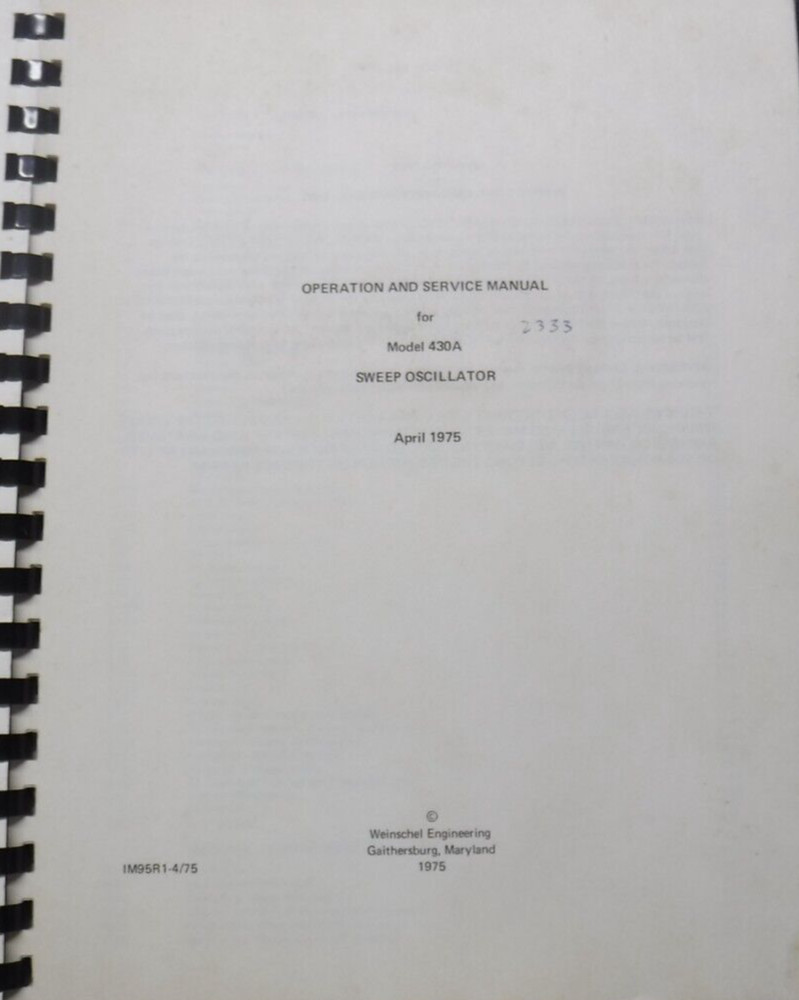 OPERATION AND SERVICE MANUAL
for
2333
Model 430A
SWEEP OSCILLATOR
April 1975
©
Weinschel Engineering
Gaithersburg, Maryland
1975
IM95R1-4/75